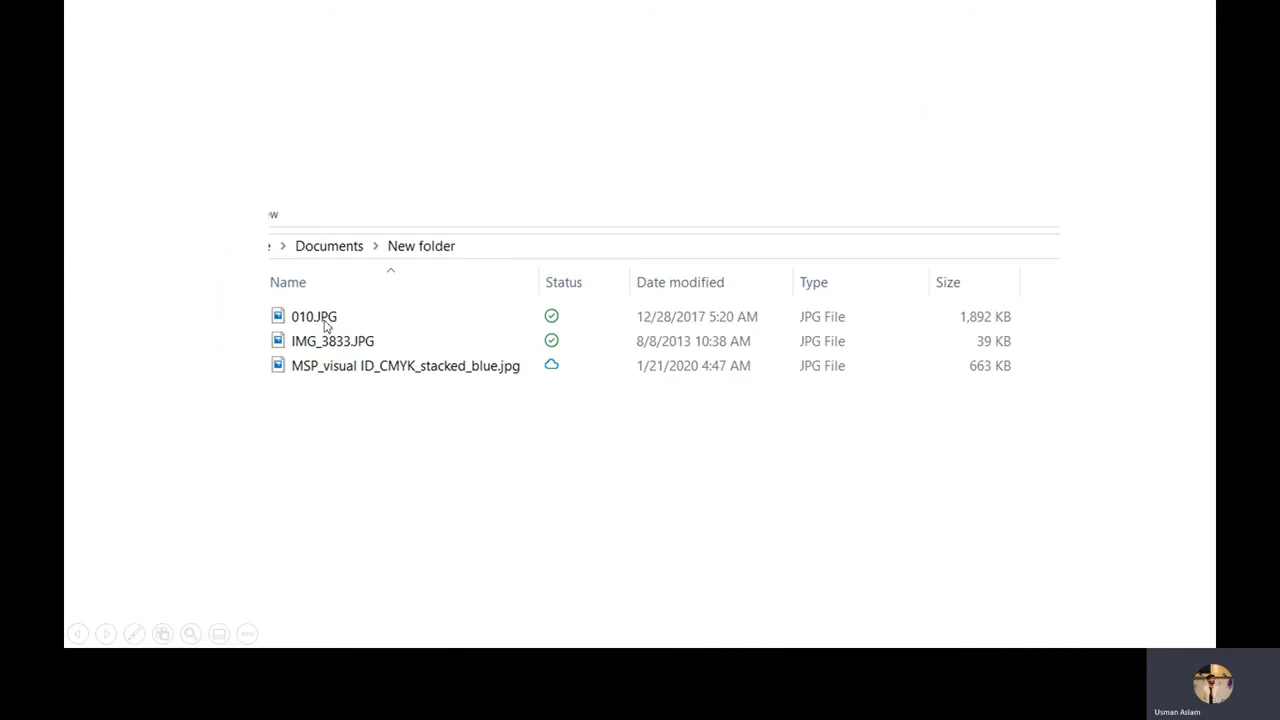 ew
e > Documents > New folder
Name Status Date modified Type Size
010.JPG 12/28/2017 5:20 AM JPG File 1,892 KB
IMG_3833.JPG 8/8/2013 10:38 AM JPG File 39 KB
MSP_visual ID_CMYK_stacked_blue.jpg 1/21/2020 4:47 AM JPG File 663 KB
Usman Aslam